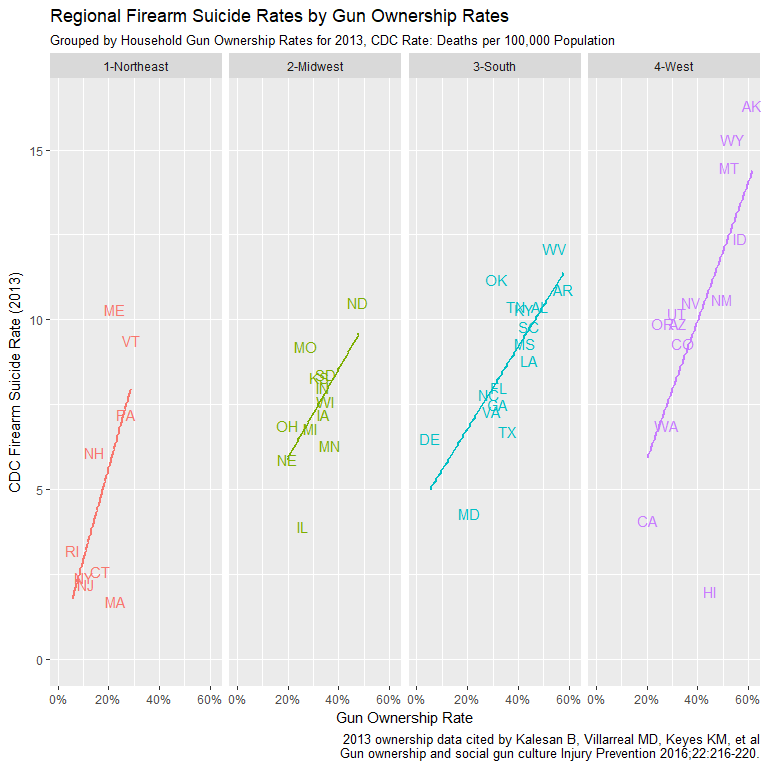 Regional Firearm Suicide Rates by Gun Ownership Rates
Grouped by Household Gun Ownership Rates for 2013, CDC Rate: Deaths per 100,000 Population
1-Northeast 2-Midwest 3-South 4-West
CDC Firearm Suicide Rate (2013)
15
10
5
0
ME
VT
PA
NH
RI
NY
CT
NJ
MA
ND
MO
SD
KS
IN
WI
IA
OH
MI
MN
NE
IL
WV
OK
AR
TN
KY
AL
SC
MS
LA
FL
NC
GA
VA
TX
DE
MD
AK
WY
MT
ID
NM
NV
UT
OR
AZ
CO
WA
CA
HI
0% 20% 40% 60% 0% 20% 40% 60% 0% 20% 40% 60% 0% 20% 40% 60%
Gun Ownership Rate
2013 ownership data cited by Kalesan B, Villarreal MD, Keyes KM, et al
Gun ownership and social gun culture Injury Prevention 2016;22:216-220.